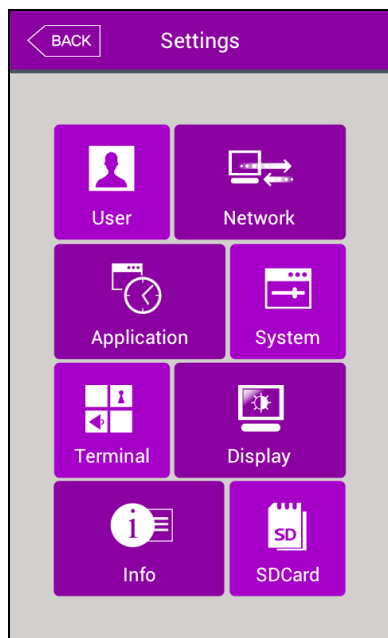 BACK
Settings
User
Network
Application
System
Terminal
Display
i
Info
SD
SDCard